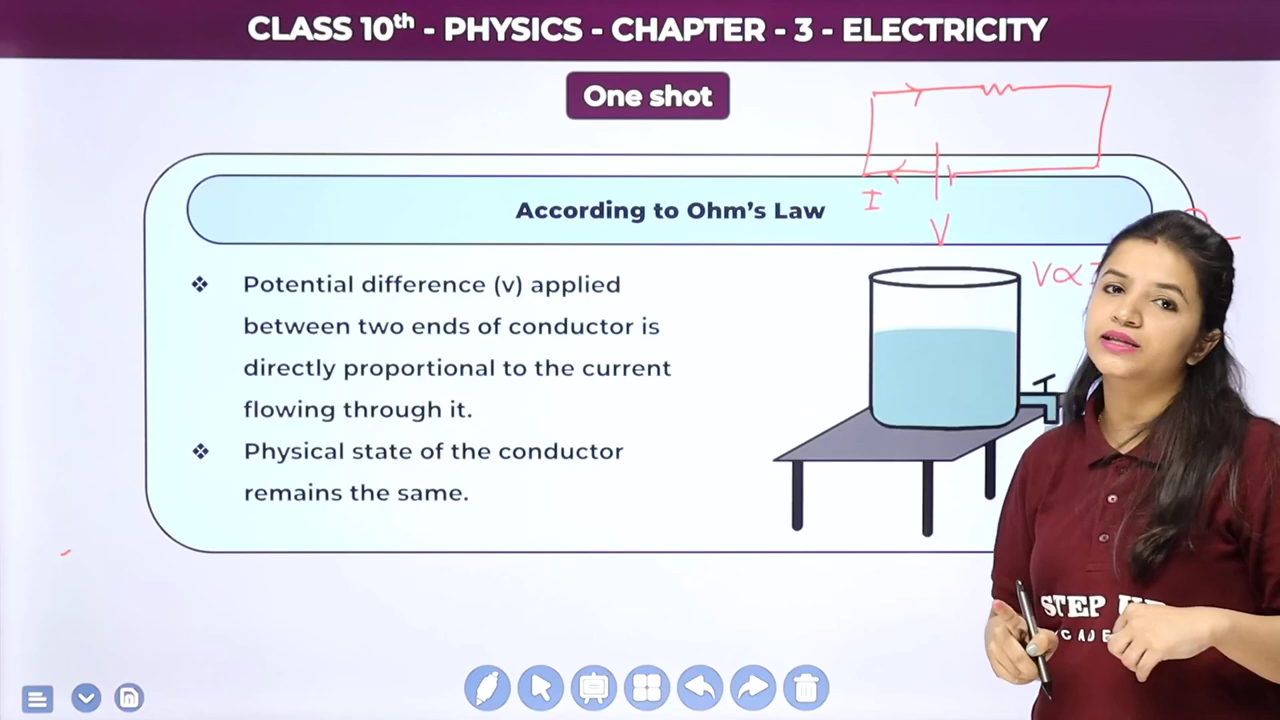 CLASS 10th - PHYSICS - CHAPTER - 3 - ELECTRICITY
One shot
According to Ohm's Law
I
V
V∝I
❖ Potential difference (v) applied
between two ends of conductor is
directly proportional to the current
flowing through it.
❖ Physical state of the conductor
remains the same.
STEP